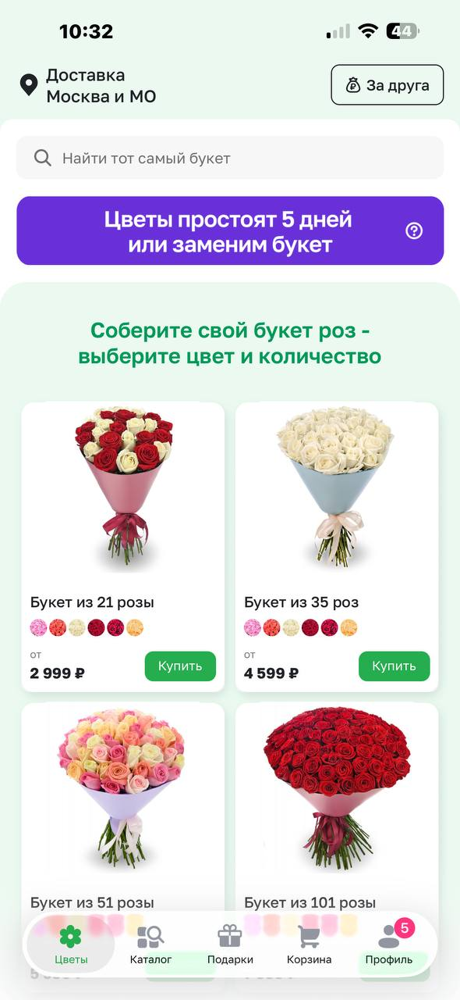 10:32
44
Доставка
Москва и МО
За друга
Найти тот самый букет
Цветы простоят 5 дней
или заменим букет
Соберите свой букет роз -
выберите цвет и количество
Букет из 21 розы
от
2 999 ₽
Купить
Букет из 35 роз
от
4 599 ₽
Купить
Букет из 51 розы
Букет из 101 розы
5
Цветы
Каталог
Подарки
Корзина
Профиль